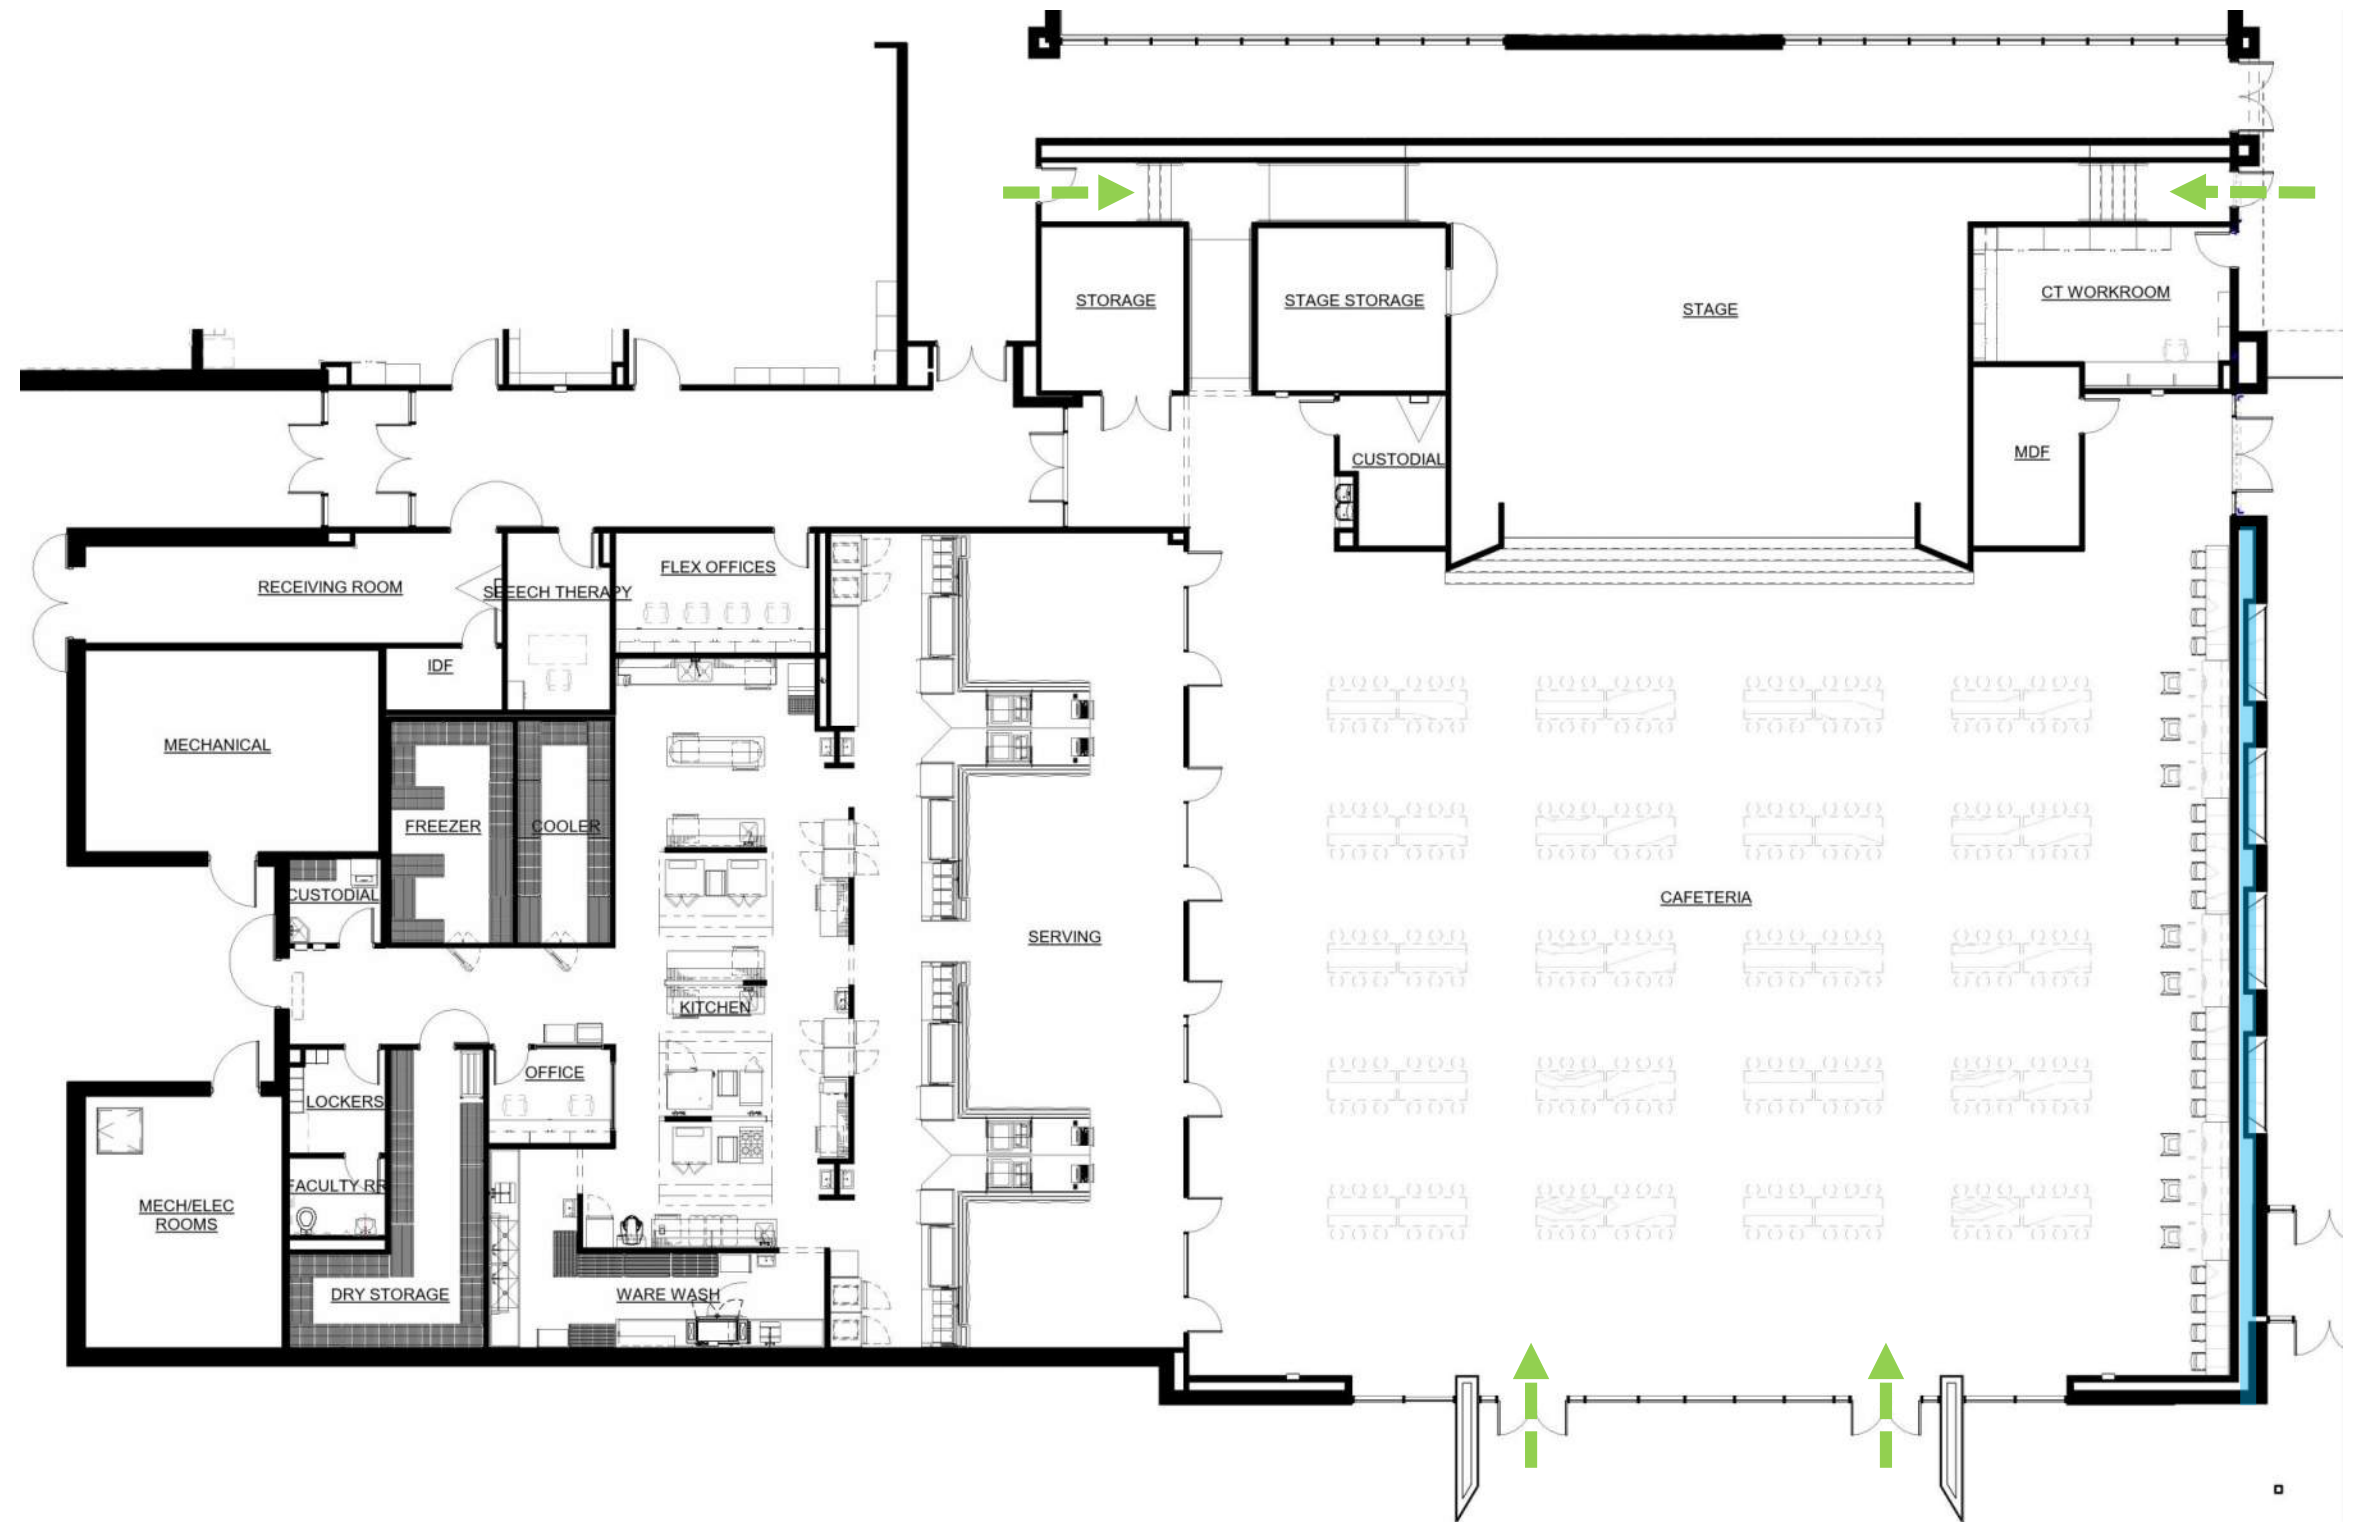 STORAGE
STAGE STORAGE
STAGE
CT WORKROOM
CUSTODIAL
MDF
RECEIVING ROOM
SPEECH THERAPY
FLEX OFFICES
IDF
MECHANICAL
FREEZER
COOLER
CUSTODIAL
CAFETERIA
SERVING
KITCHEN
OFFICE
LOCKERS
FACULTY RR
MECH/ELEC
ROOMS
DRY STORAGE
WARE WASH